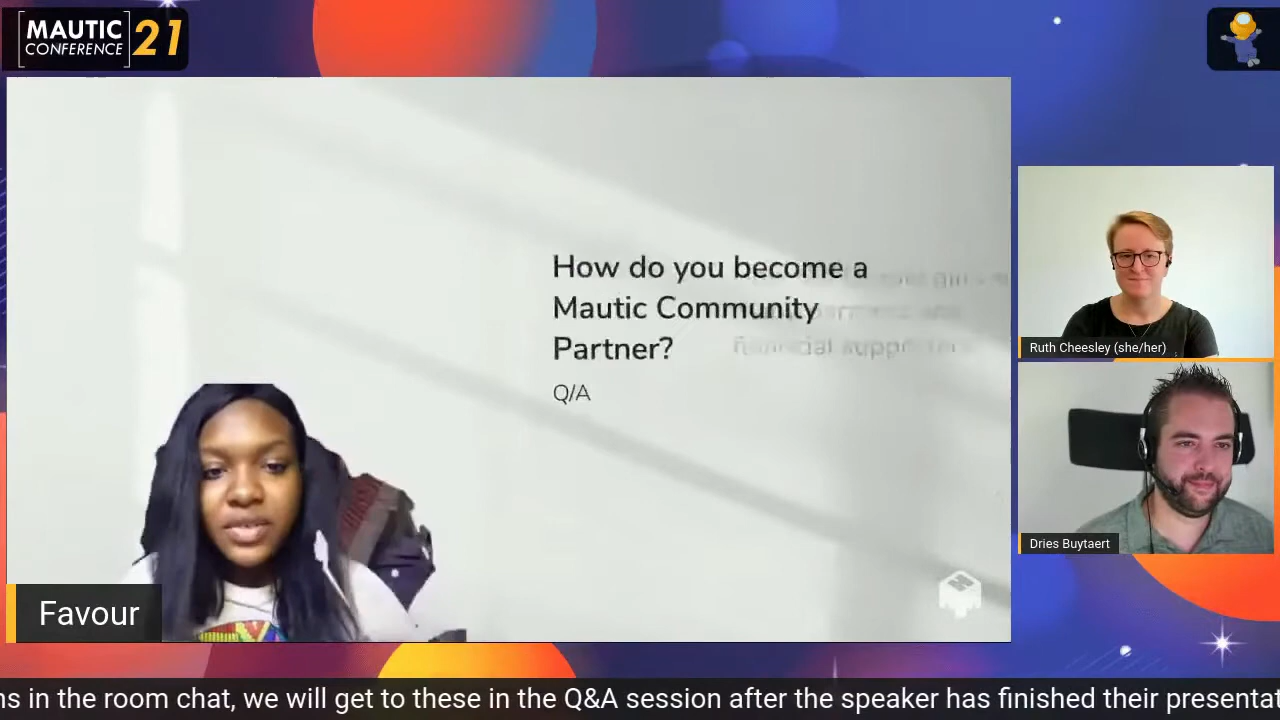 MAUTIC
CONFERENCE
21
How do you become a
Mautic Community
Partner?
Q/A
financial
Ruth Cheesley (she/her)
Dries Buytaert
Favour
ns in the room chat, we will get to these in the Q&A session after the speaker has finished their presentat